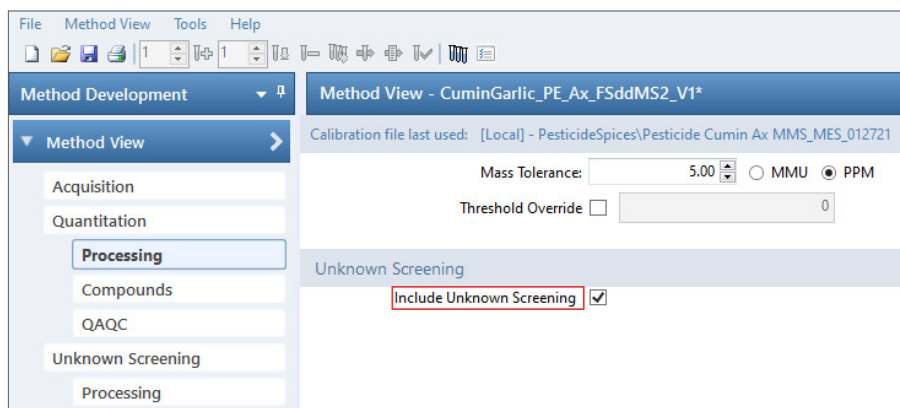 File Method View Tools Help
1 1
Method Development
Method View - CuminGarlic_PE_Ax_FSddMS2_V1*
Method View
Calibration file last used: [Local] - PesticideSpices\Pesticide Cumin Ax MMS_MES_012721
Acquisition
Mass Tolerance: 5.00 MMU PPM
Quantitation
Threshold Override 0
Processing
Unknown Screening
Compounds
Include Unknown Screening
QAQC
Unknown Screening
Processing